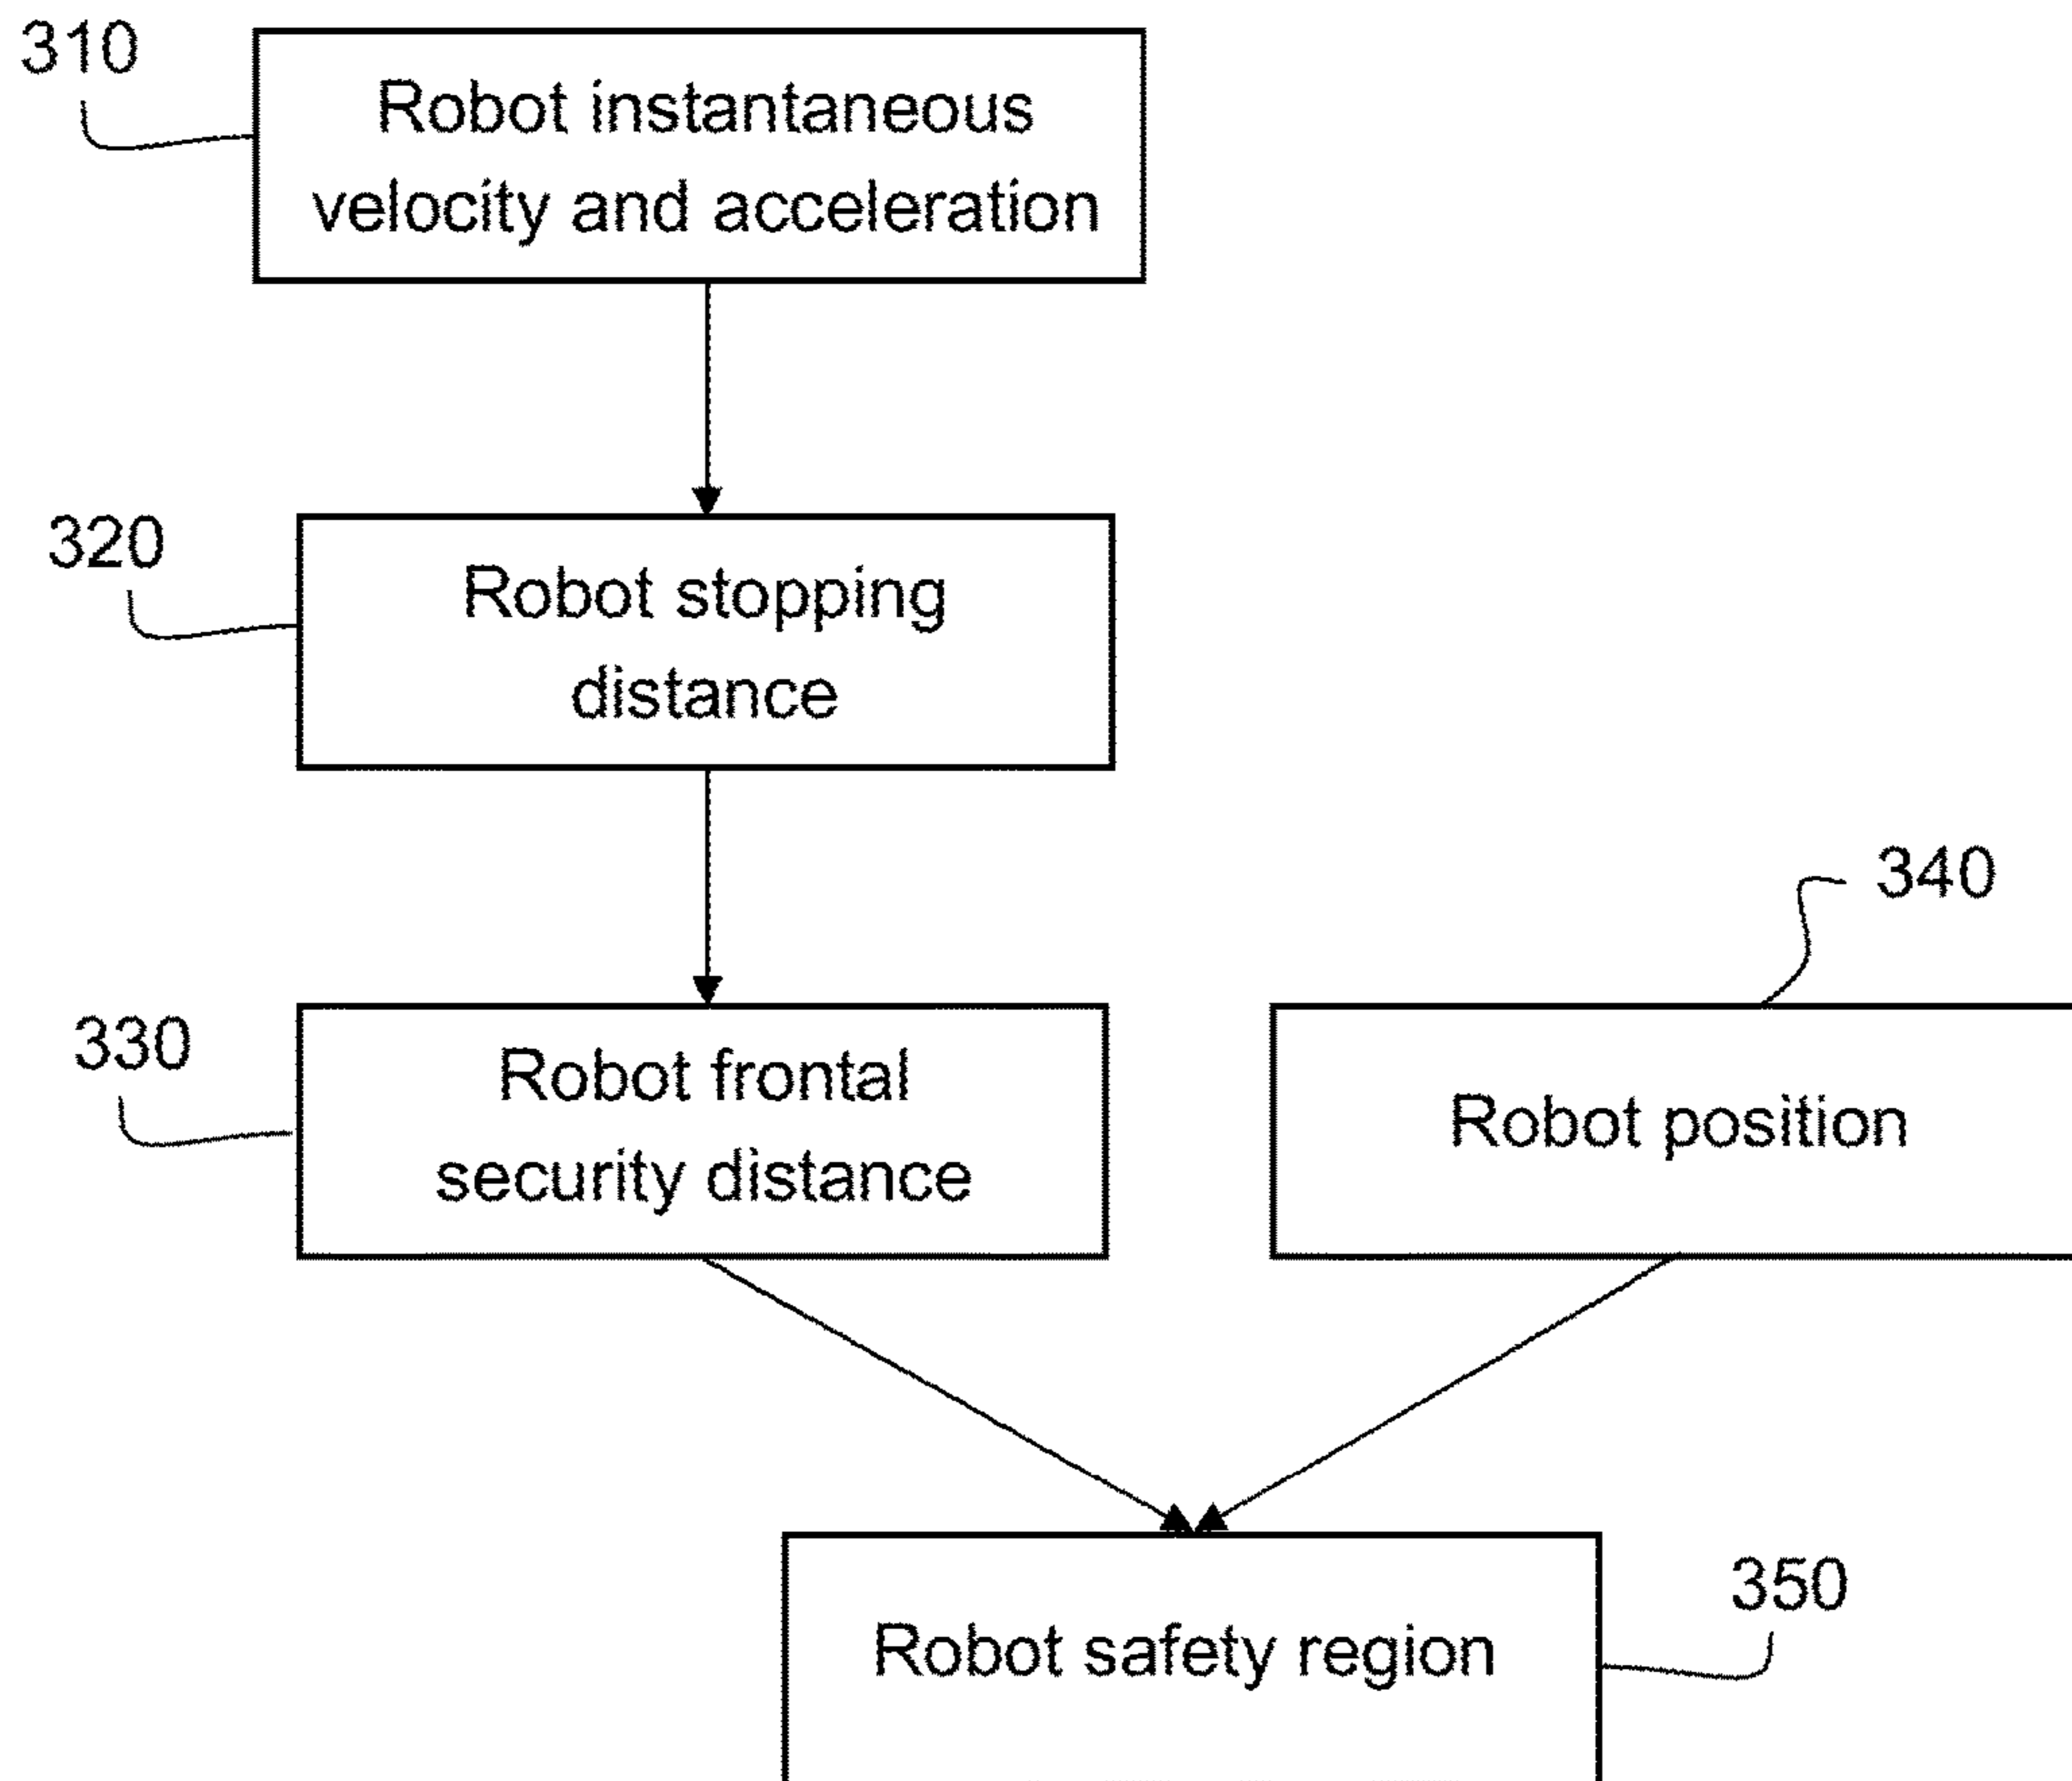 310
Robot instantaneous
velocity and acceleration
320
Robot stopping
distance
340
330
Robot frontal
security distance
Robot position
350
Robot safety region